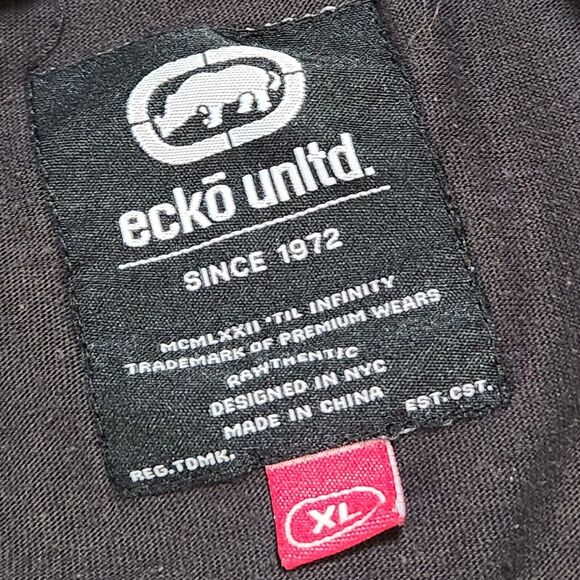 eckō unltd.
SINCE 1972
MCMLXXII 'TIL INFINITY
TRADEMARK OF PREMIUM WEARS
RAWTHENTIC
DESIGNED IN NYC
MADE IN CHINA
REG.TDMK.
EST.CST.
XL